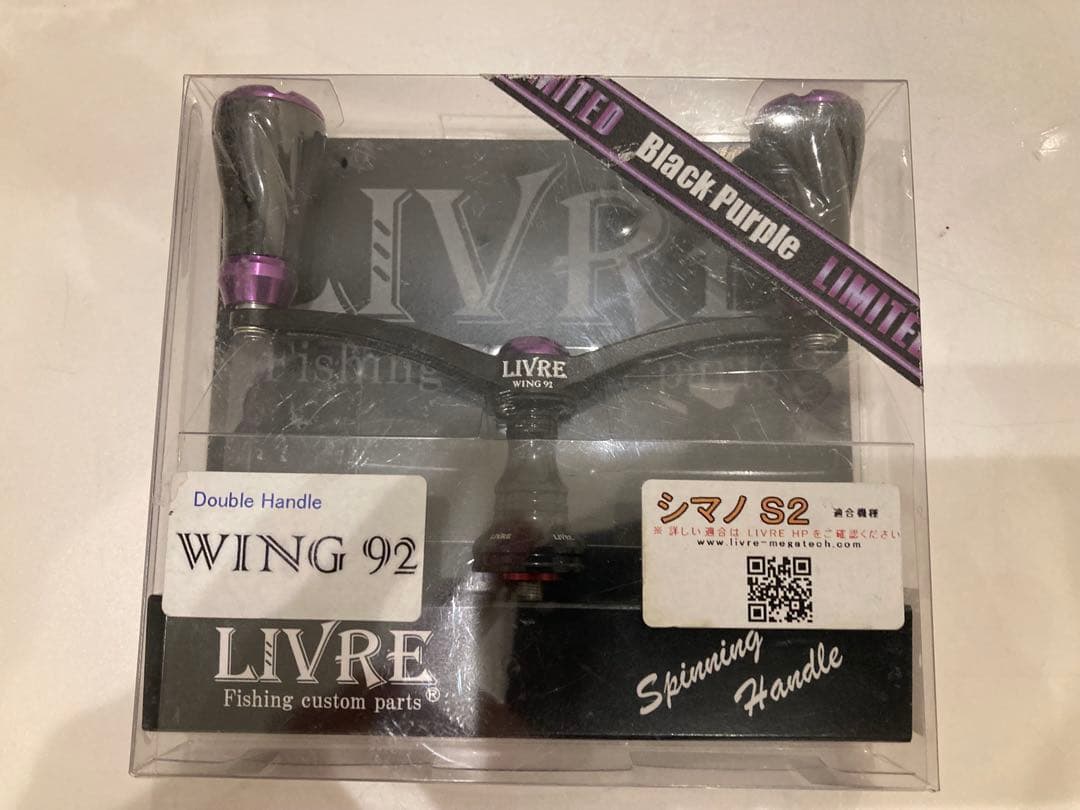 LIMITED Black Purple LIMITED
LIVRE
Fishing parts
LIVRE
WING 92
Double Handle
WING 92
シマノ S2 適合機種
※ 詳しい適合は LIVRE HPをご確認ください
www.livre-megatech.com
LIVRE LIVRE
LIVRE
Fishing custom parts®
Spinning
Handle